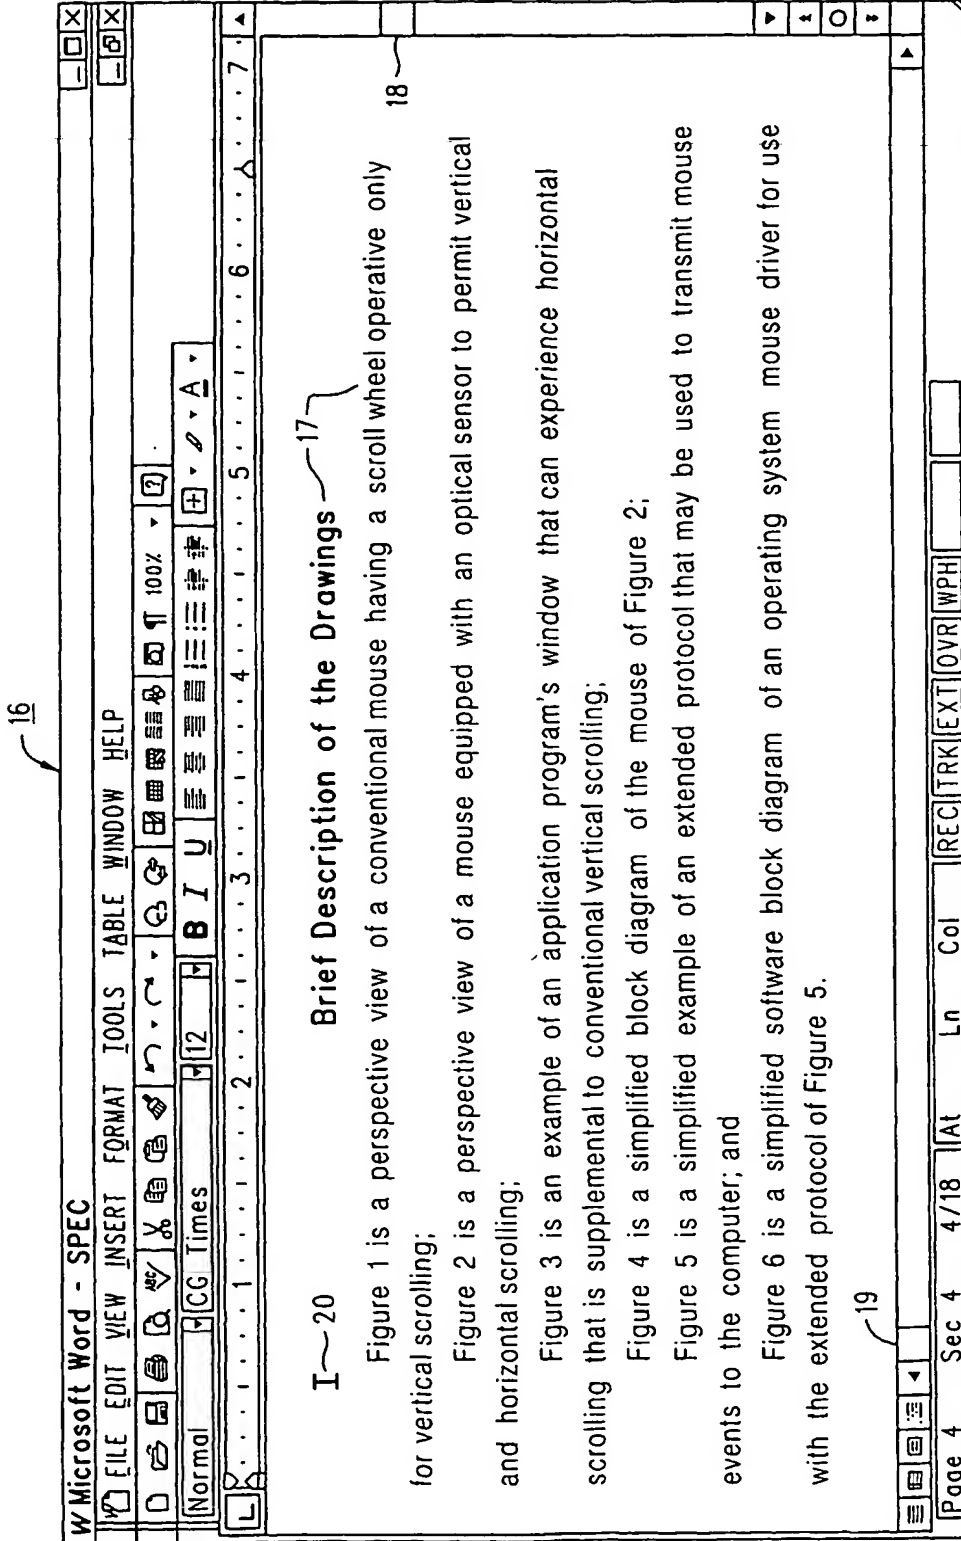 16
W Microsoft Word - SPEC
FILE EDIT VIEW INSERT FORMAT TOOLS TABLE WINDOW HELP
ABC 100% ?
Normal CG Times 12 B I U A
L 1 2 3 4 5 6 7
I 20 Brief Description of the Drawings 17
Figure 1 is a perspective view of a conventional mouse having a scroll wheel operative only
for vertical scrolling;
18
Figure 2 is a perspective view of a mouse equipped with an optical sensor to permit vertical
and horizontal scrolling;
Figure 3 is an example of an application program's window that can experience horizontal
scrolling that is supplemental to conventional vertical scrolling;
Figure 4 is a simplified block diagram of the mouse of Figure 2;
Figure 5 is a simplified example of an extended protocol that may be used to transmit mouse
events to the computer; and
Figure 6 is a simplified software block diagram of an operating system mouse driver for use
with the extended protocol of Figure 5.
19
Page 4 Sec 4 4/18 At Ln Col REC TRK EXT OVR WPH